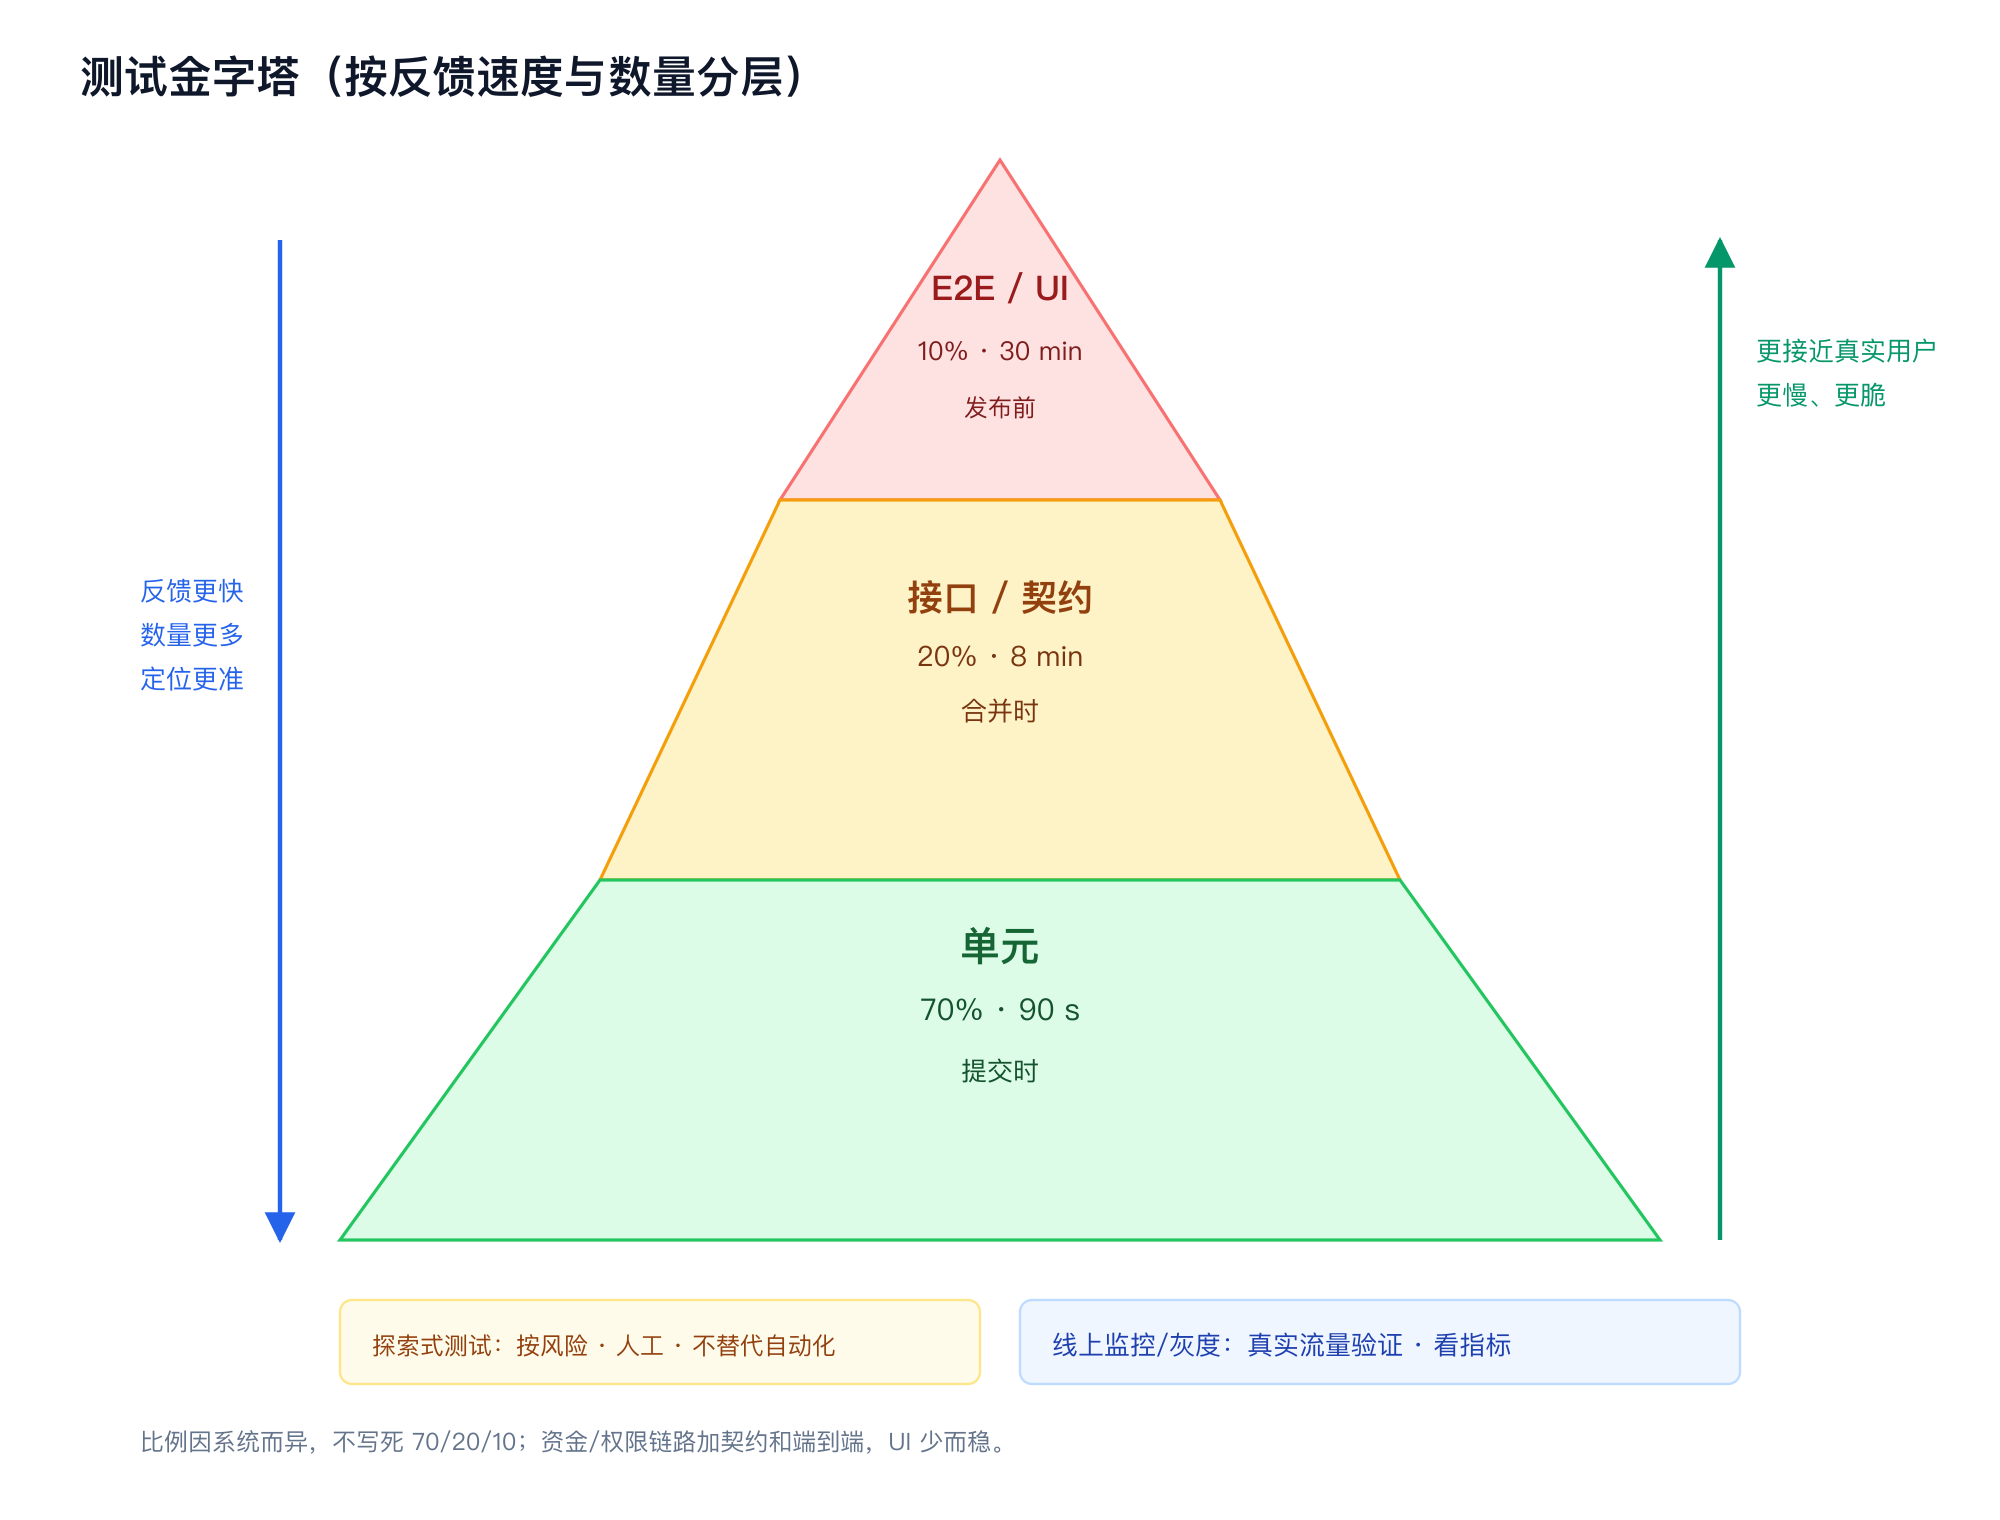 测试金字塔（按反馈速度与数量分层）
E2E / UI
10% · 30 min
发布前
更接近真实用户
更慢、更脆
反馈更快
数量更多
定位更准
接口 / 契约
20% · 8 min
合并时
单元
70% · 90 s
提交时
探索式测试：按风险 · 人工 · 不替代自动化
线上监控/灰度：真实流量验证 · 看指标
比例因系统而异，不写死 70/20/10；资金/权限链路加契约和端到端，UI 少而稳。